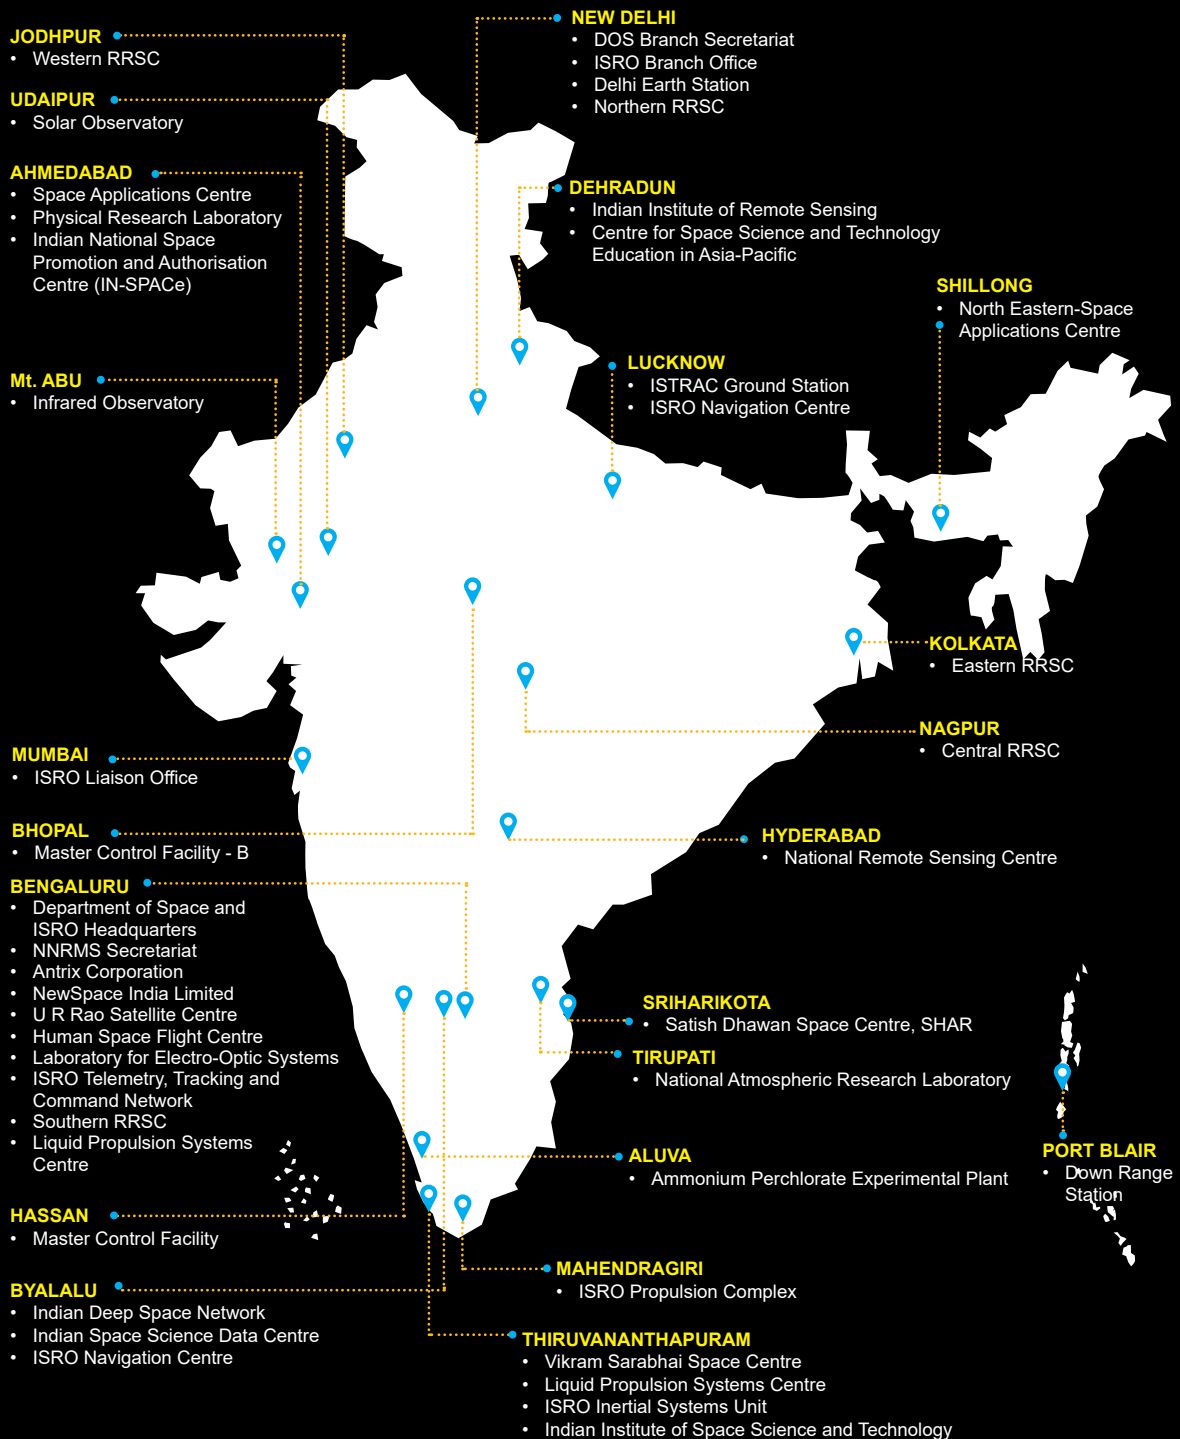 JODHPUR
• Western RRSC
UDAIPUR
• Solar Observatory
AHMEDABAD
• Space Applications Centre
• Physical Research Laboratory
• Indian National Space
Promotion and Authorisation
Centre (IN-SPACe)
Mt. ABU
• Infrared Observatory
NEW DELHI
• DOS Branch Secretariat
• ISRO Branch Office
• Delhi Earth Station
• Northern RRSC
DEHRADUN
• Indian Institute of Remote Sensing
• Centre for Space Science and Technology
Education in Asia-Pacific
SHILLONG
• North Eastern-Space
Applications Centre
LUCKNOW
• ISTRAC Ground Station
• ISRO Navigation Centre
KOLKATA
• Eastern RRSC
NAGPUR
• Central RRSC
MUMBAI
• ISRO Liaison Office
BHOPAL
• Master Control Facility - B
HYDERABAD
• National Remote Sensing Centre
BENGALURU
• Department of Space and
ISRO Headquarters
• NNRMS Secretariat
• Antrix Corporation
• NewSpace India Limited
• U R Rao Satellite Centre
• Human Space Flight Centre
• Laboratory for Electro-Optic Systems
• ISRO Telemetry, Tracking and
Command Network
• Southern RRSC
• Liquid Propulsion Systems
Centre
SRIHARIKOTA
• Satish Dhawan Space Centre, SHAR
TIRUPATI
• National Atmospheric Research Laboratory
ALUVA
• Ammonium Perchlorate Experimental Plant
PORT BLAIR
• Down Range
Station
HASSAN
• Master Control Facility
BYALALU
• Indian Deep Space Network
• Indian Space Science Data Centre
• ISRO Navigation Centre
MAHENDRAGIRI
• ISRO Propulsion Complex
THIRUVANANTHAPURAM
• Vikram Sarabhai Space Centre
• Liquid Propulsion Systems Centre
• ISRO Inertial Systems Unit
• Indian Institute of Space Science and Technology